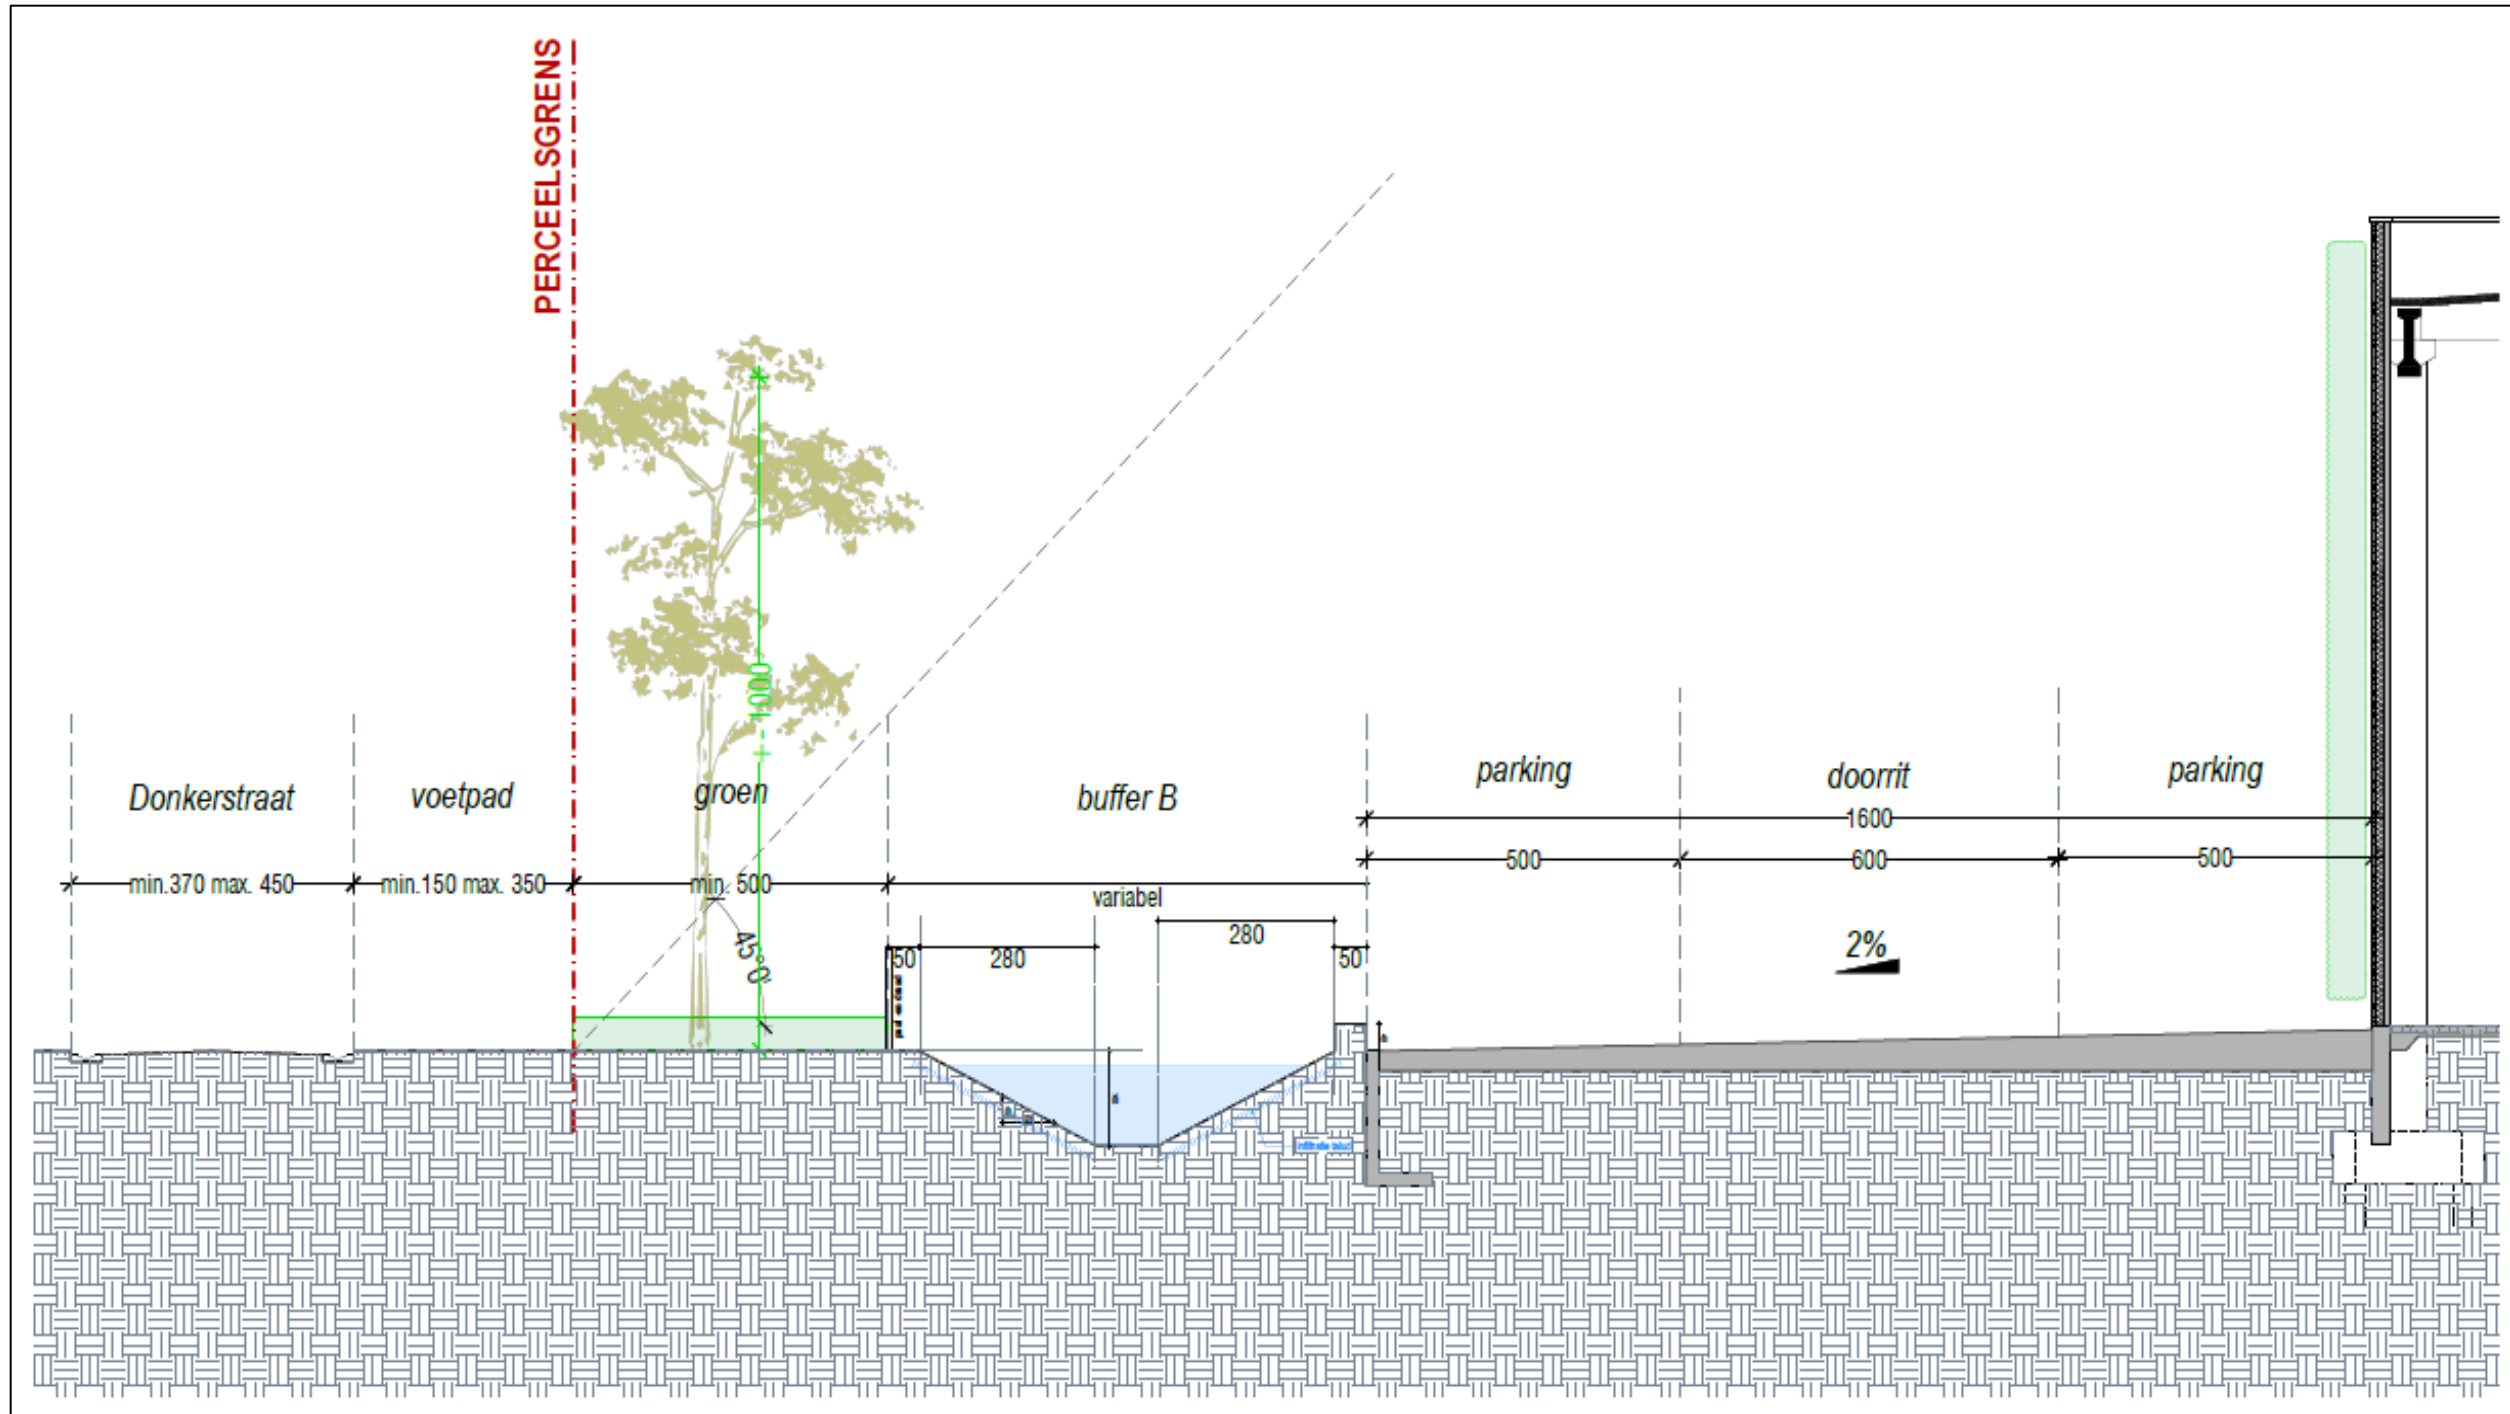 PERCEELSGRENS
Donkerstraat
voetpad
groen
buffer B
parking
doorrit
parking
1600
500
600
500
min.370 max. 450
min.150 max. 350
min. 500
variabel
+- 1000
45°0'
50
280
280
50
2%